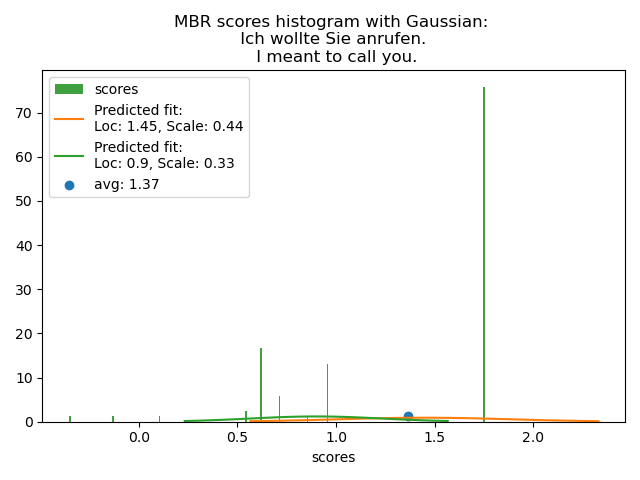 MBR scores histogram with Gaussian:
Ich wollte Sie anrufen.
I meant to call you.
scores
Predicted fit:
Loc: 1.45, Scale: 0.44
Predicted fit:
Loc: 0.9, Scale: 0.33
avg: 1.37
70
60
50
40
30
20
10
0
0.0 0.5 1.0 1.5 2.0
scores